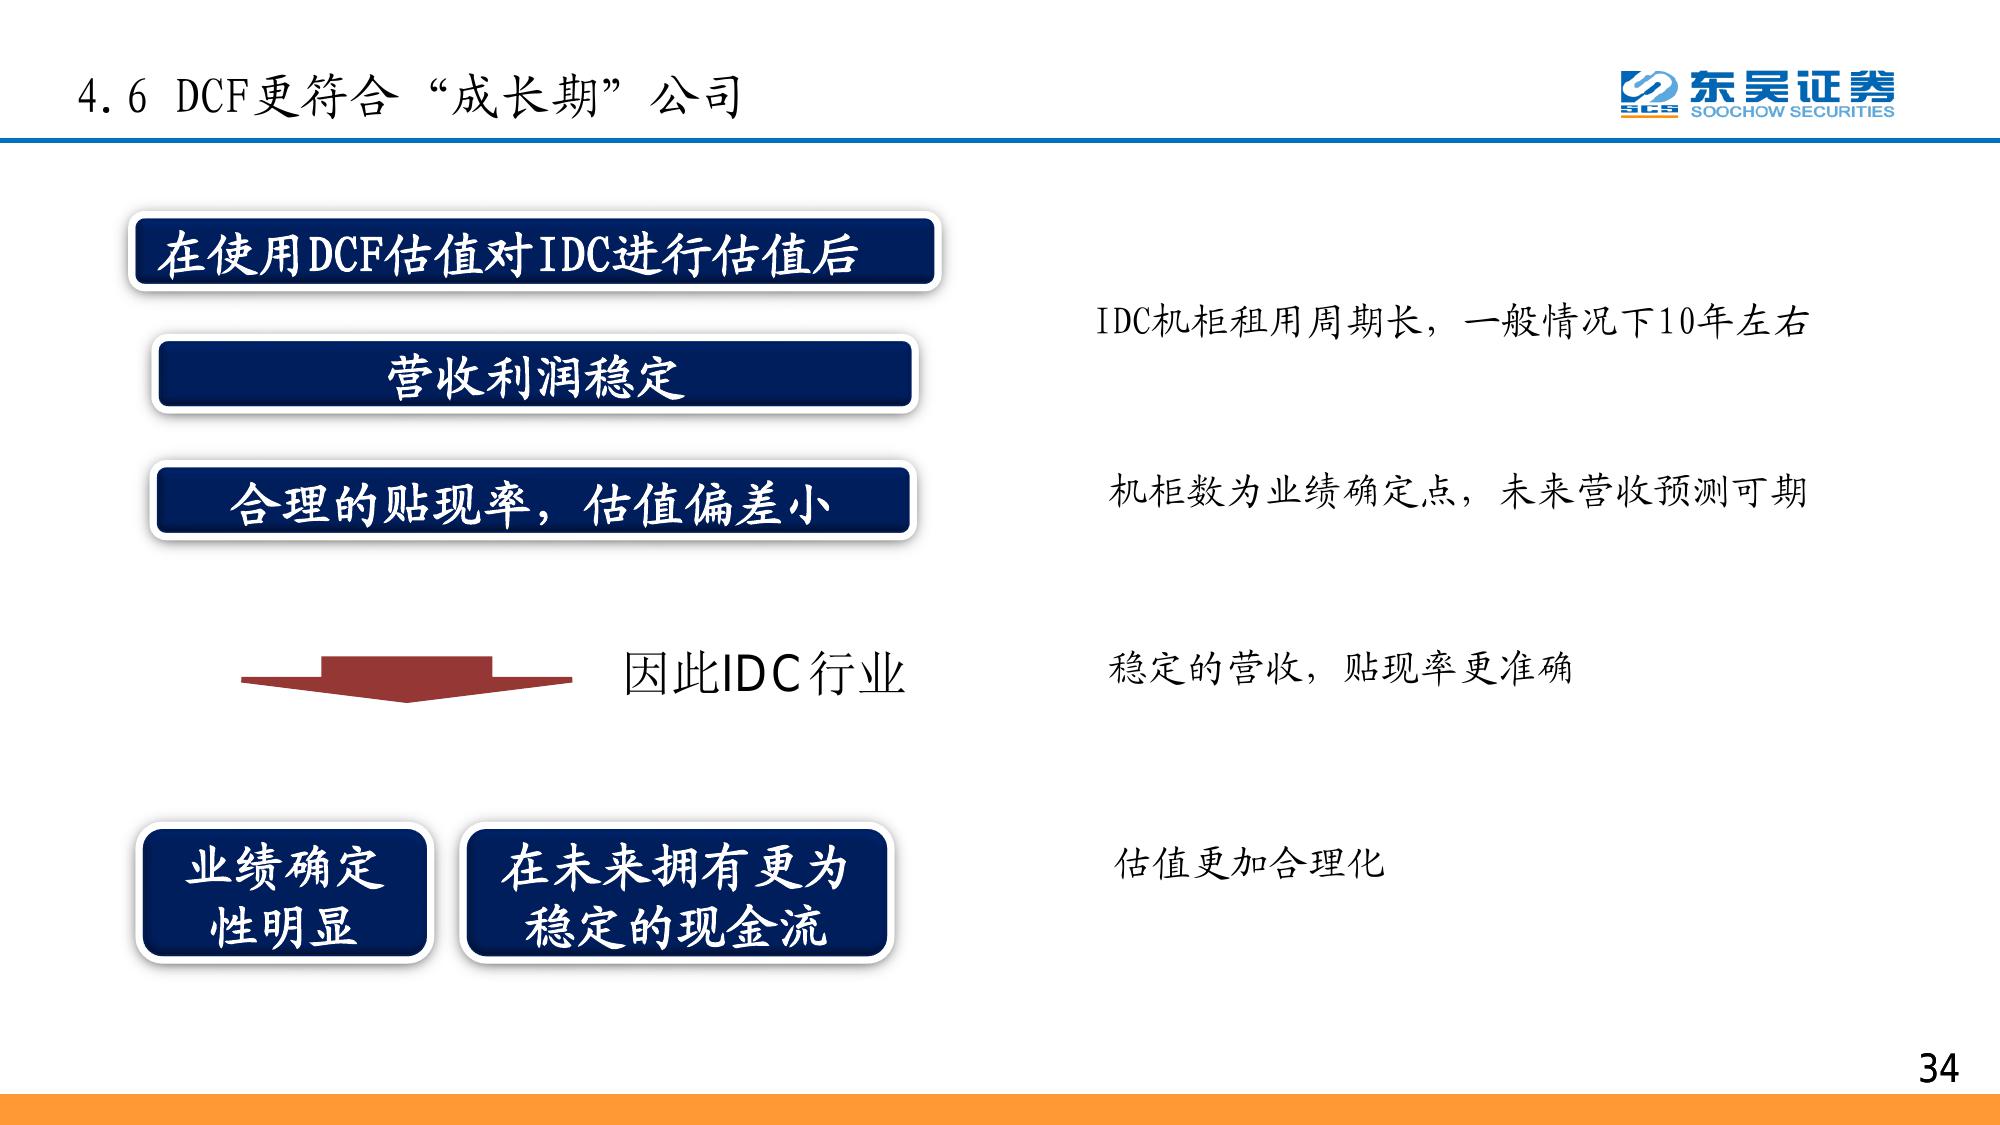 4.6 DCF更符合“成长期”公司
东吴证券
SCS
SOOCHOW SECURITIES
在使用DCF估值对IDC进行估值后
营收利润稳定
合理的贴现率，估值偏差小
因此IDC行业
业绩确定
性明显
在未来拥有更为
稳定的现金流
IDC机柜租用周期长，一般情况下10年左右
机柜数为业绩确定点，未来营收预测可期
稳定的营收，贴现率更准确
估值更加合理化
34